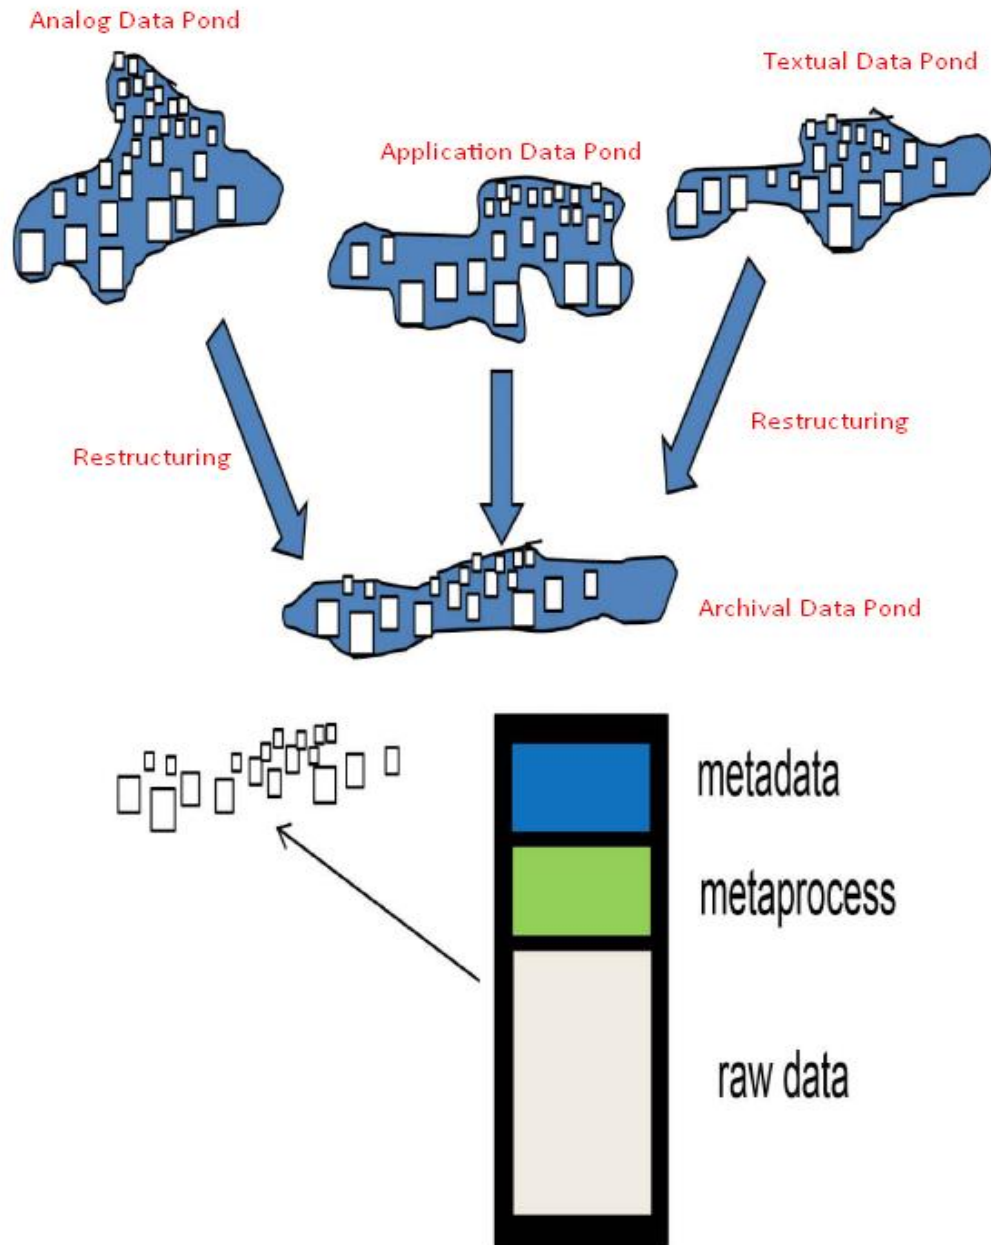 Analog Data Pond
Textual Data Pond
Application Data Pond
Restructuring
Restructuring
Archival Data Pond
metadata
metaprocess
raw data